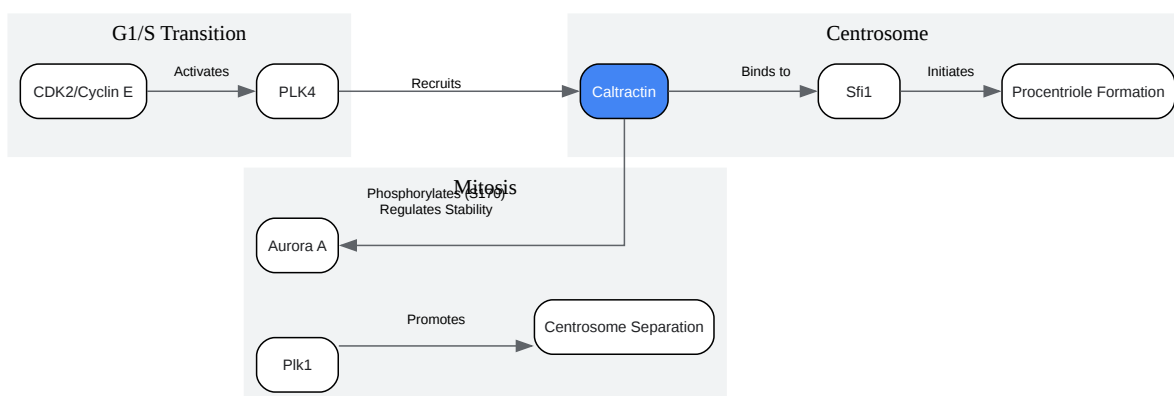 G1/S Transition
Centrosome
CDK2/Cyclin E
Activates
PLK4
Recruits
Caltractin
Binds to
Sfi1
Initiates
Procentriole Formation
Mitosis
Phosphorylates (S170)
Regulates Stability
Aurora A
Promotes
Centrosome Separation
Plk1